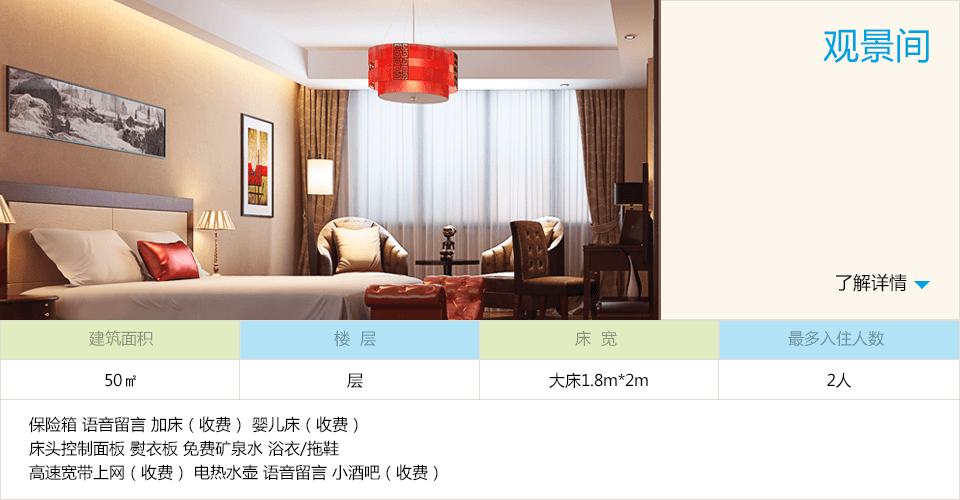 观景间
了解详情
建筑面积 楼 层 床 宽 最多入住人数
50㎡ 层 大床1.8m*2m 2人
保险箱 语音留言 加床（收费） 婴儿床（收费）
床头控制面板 熨衣板 免费矿泉水 浴衣/拖鞋
高速宽带上网（收费） 电热水壶 语音留言 小酒吧（收费）